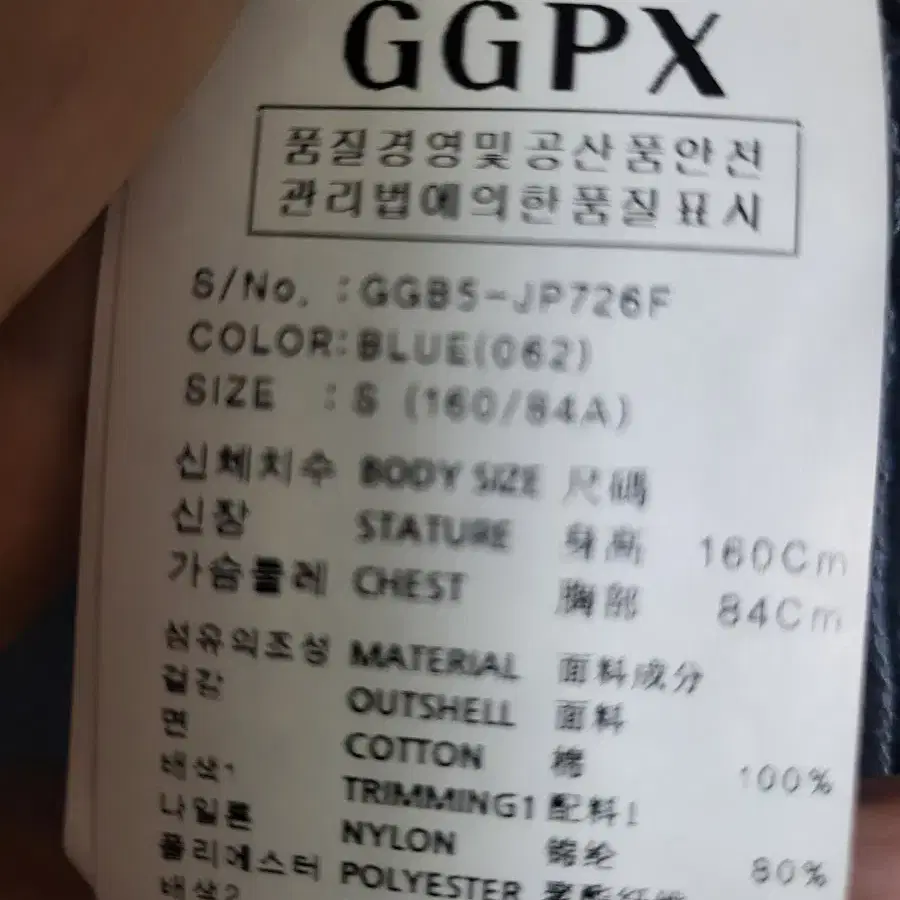 GGPX
품질경영및공산품안전
관리법에의한품질표시
S/No. : GGB5-JP726F
COLOR: BLUE(062)
SIZE : S (160/84A)
신체치수 BODY SIZE 尺碼
신장 STATURE 身高 160Cm
가슴둘레 CHEST 胸部 84Cm
섬유의조성 MATERIAL 面料成分
겉감 OUTSHELL 面料
면 COTTON 棉 100%
배색1 TRIMMING1 配料1
나일론 NYLON 锦纶 80%
폴리에스터 POLYESTER
배색2